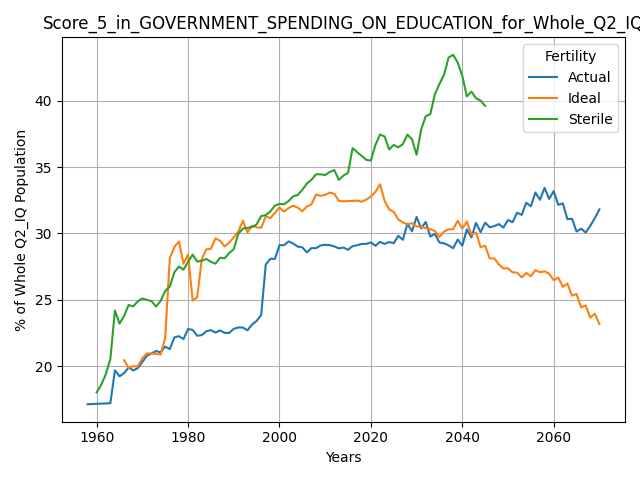 Score_5_in_GOVERNMENT_SPENDING_ON_EDUCATION_for_Whole_Q2_IQ
Fertility
Actual
Ideal
Sterile
% of Whole Q2_IQ Population
40
35
30
25
20
1960 1980 2000 2020 2040 2060
Years